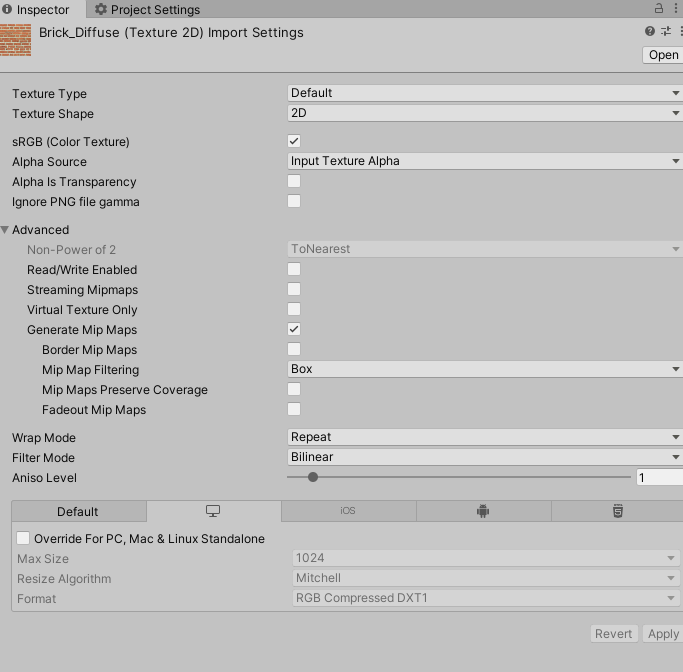 Inspector Project Settings
Brick_Diffuse (Texture 2D) Import Settings
Open
Texture Type Default
Texture Shape 2D
sRGB (Color Texture)
Alpha Source Input Texture Alpha
Alpha Is Transparency
Ignore PNG file gamma
Advanced
Non-Power of 2 ToNearest
Read/Write Enabled
Streaming Mipmaps
Virtual Texture Only
Generate Mip Maps
Border Mip Maps
Mip Map Filtering Box
Mip Maps Preserve Coverage
Fadeout Mip Maps
Wrap Mode Repeat
Filter Mode Bilinear
Aniso Level 1
Default iOS
Override For PC, Mac & Linux Standalone
Max Size 1024
Resize Algorithm Mitchell
Format RGB Compressed DXT1
Revert Apply